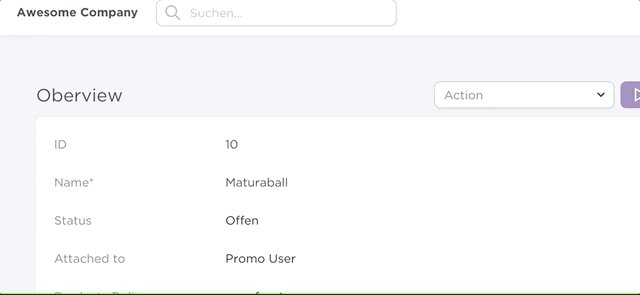 Awesome Company
Suchen...
Oberview
Action
ID 10
Name* Maturaball
Status Offen
Attached to Promo User